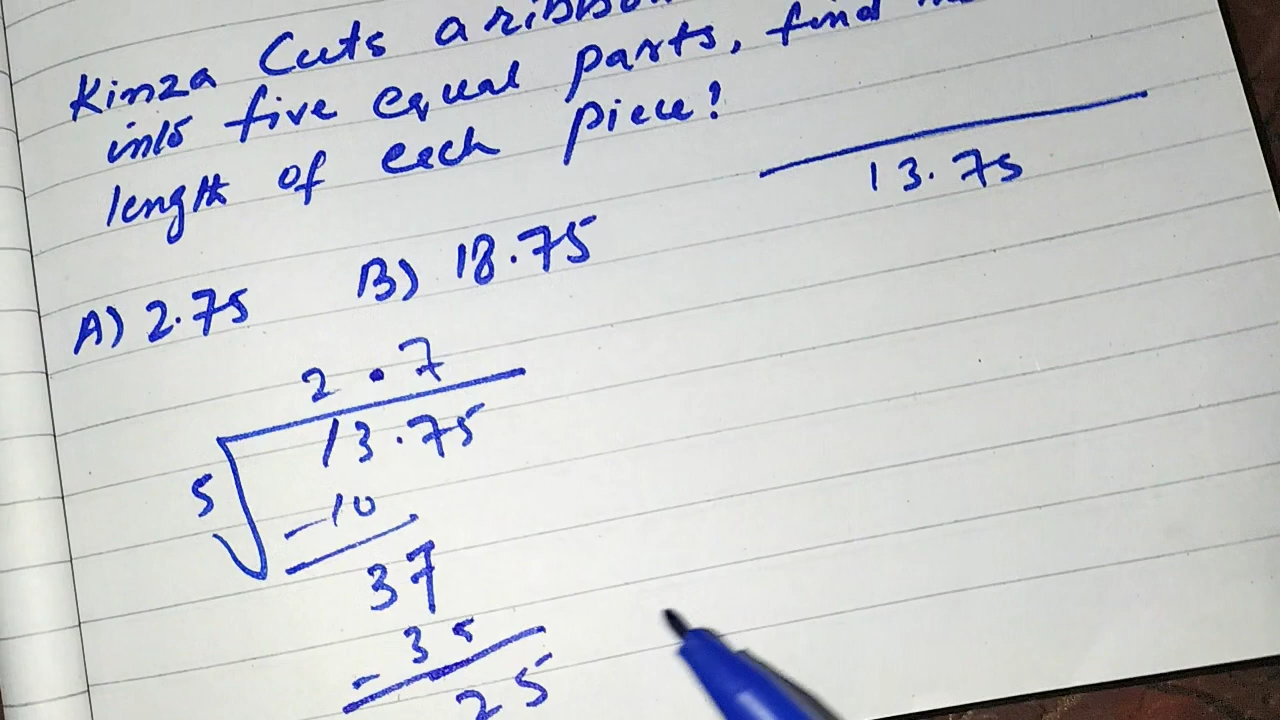 Kinza Cuts a ribbon
into five equal parts, find
length of each piece?
13.75
A) 2.75 B) 18.75
2.7
5 13.75
-10
37
-35
25